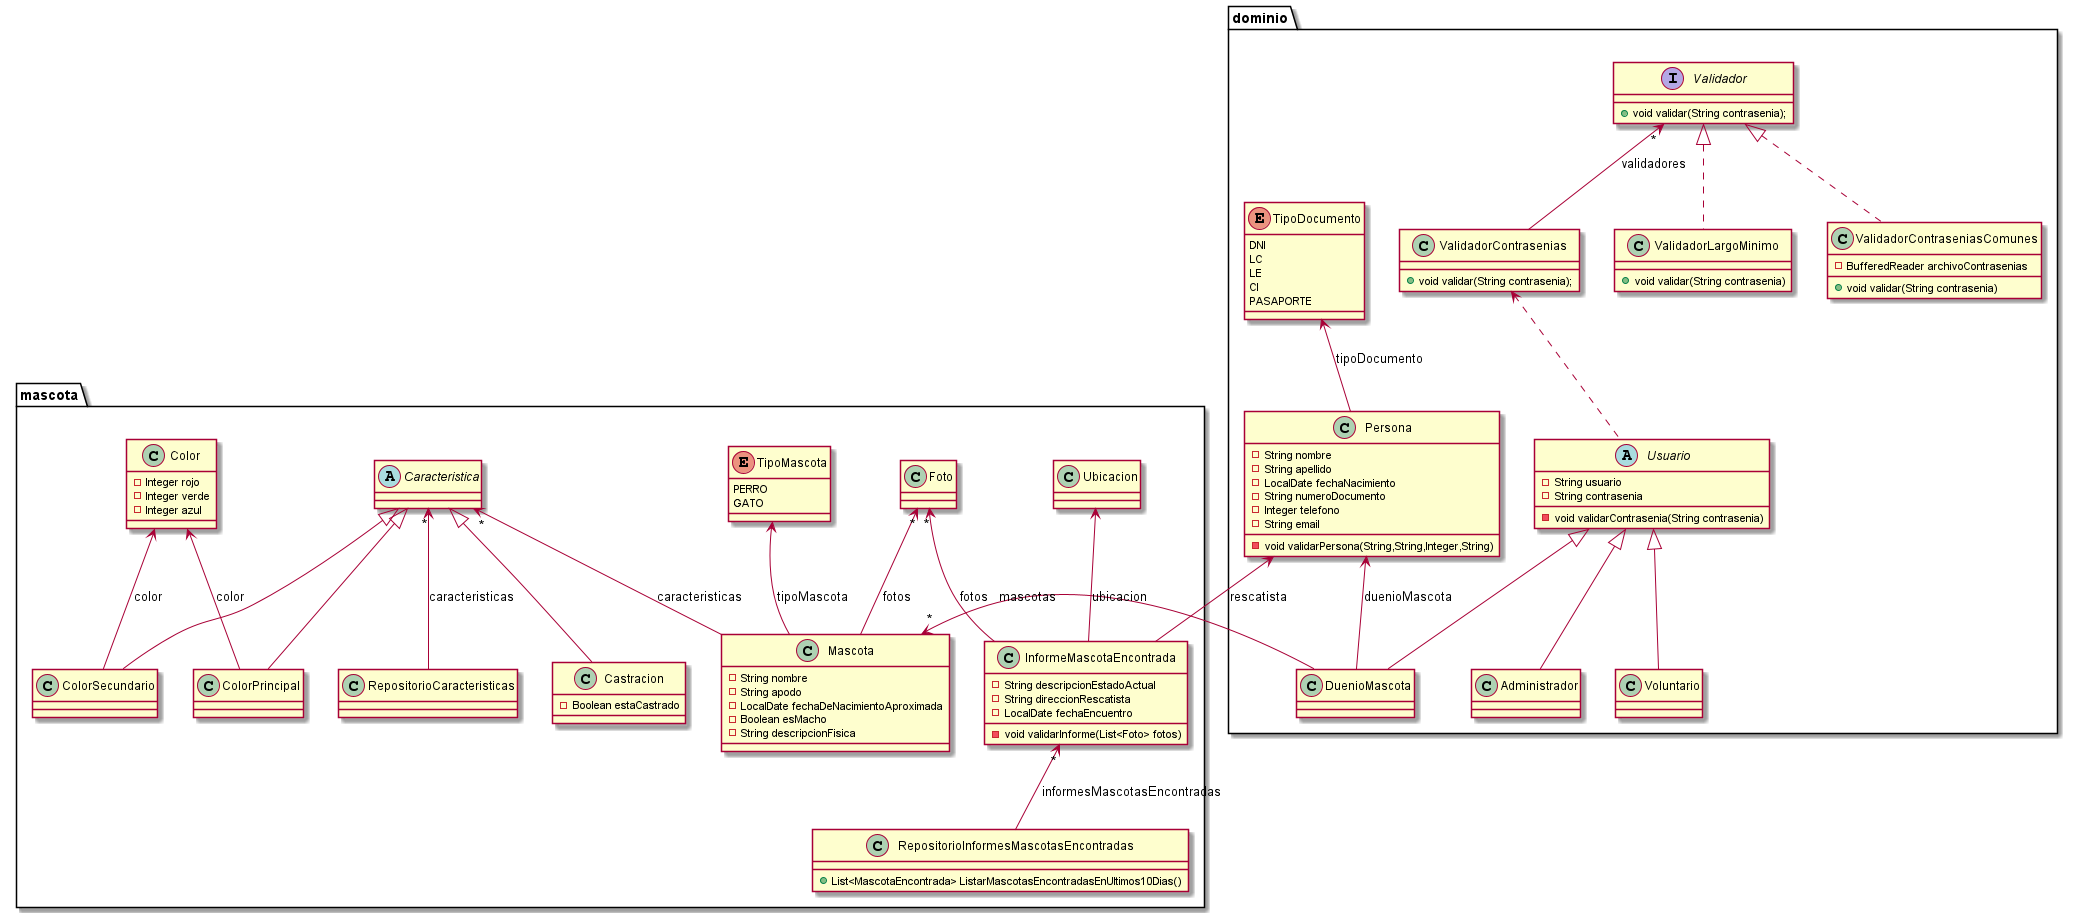 dominio
I Validador
void validar(String contrasenia);
*
validadores
E TipoDocumento
DNI
LC
LE
CI
PASAPORTE
C ValidadorContrasenias
void validar(String contrasenia);
C ValidadorLargoMinimo
void validar(String contrasenia)
C ValidadorContraseniasComunes
BufferedReader archivoContrasenias
void validar(String contrasenia)
tipoDocumento
C Persona
String nombre
String apellido
LocalDate fechaNacimiento
String numeroDocumento
Integer telefono
String email
void validarPersona(String,String,Integer,String)
A Usuario
String usuario
String contrasenia
void validarContrasenia(String contrasenia)
mascota
C Color
Integer rojo
Integer verde
Integer azul
A Caracteristica
E TipoMascota
PERRO
GATO
C Foto
C Ubicacion
*
*
*
*
color
color
caracteristicas
caracteristicas
tipoMascota
fotos
fotos
mascotas
ubicacion
rescatista
duenioMascota
*
C ColorSecundario
C ColorPrincipal
C RepositorioCaracteristicas
C Castracion
Boolean estaCastrado
C Mascota
String nombre
String apodo
LocalDate fechaDeNacimientoAproximada
Boolean esMacho
String descripcionFisica
C InformeMascotaEncontrada
String descripcionEstadoActual
String direccionRescatista
LocalDate fechaEncuentro
void validarInforme(List<Foto> fotos)
C DuenioMascota
C Administrador
C Voluntario
*
informesMascotasEncontradas
C RepositorioInformesMascotasEncontradas
List<MascotaEncontrada> ListarMascotasEncontradasEnUltimos10Dias()